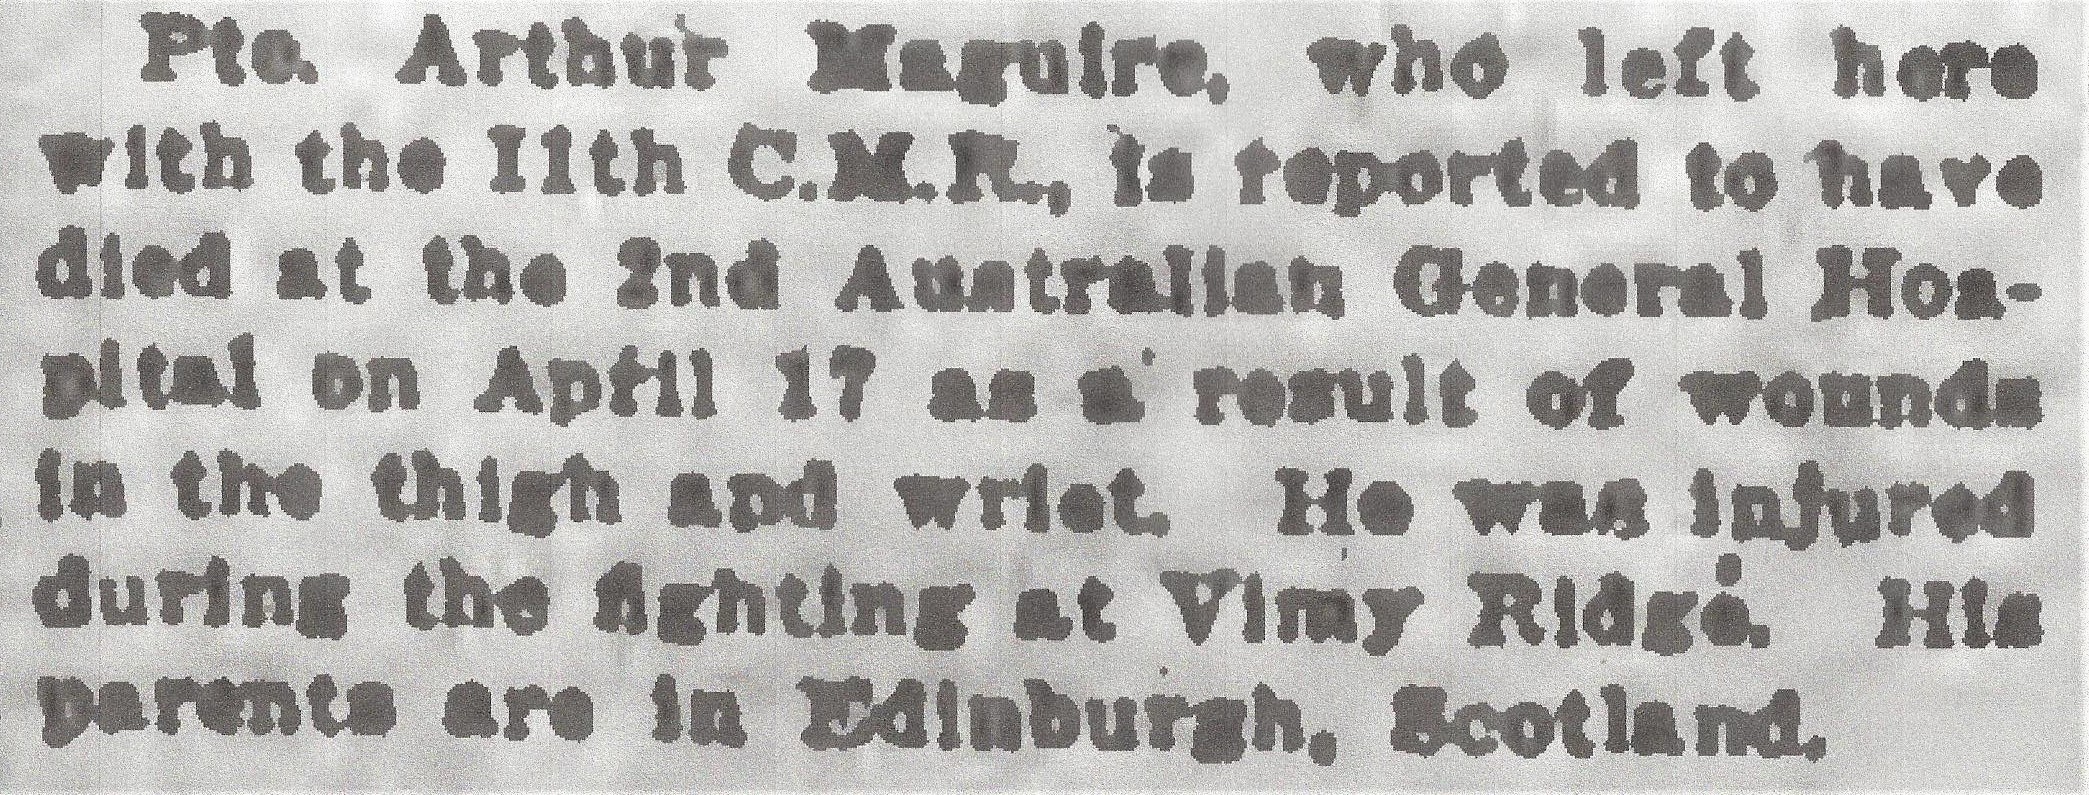 Pte. Arthur Maguire, who left here
with the 11th C.M.R., is reported to have
died at the 2nd Australian General Hos-
pital on April 17 as a result of wounds
in the thigh and wrist. He was injured
during the fighting at Vimy Ridge. His
parents are in Edinburgh, Scotland.